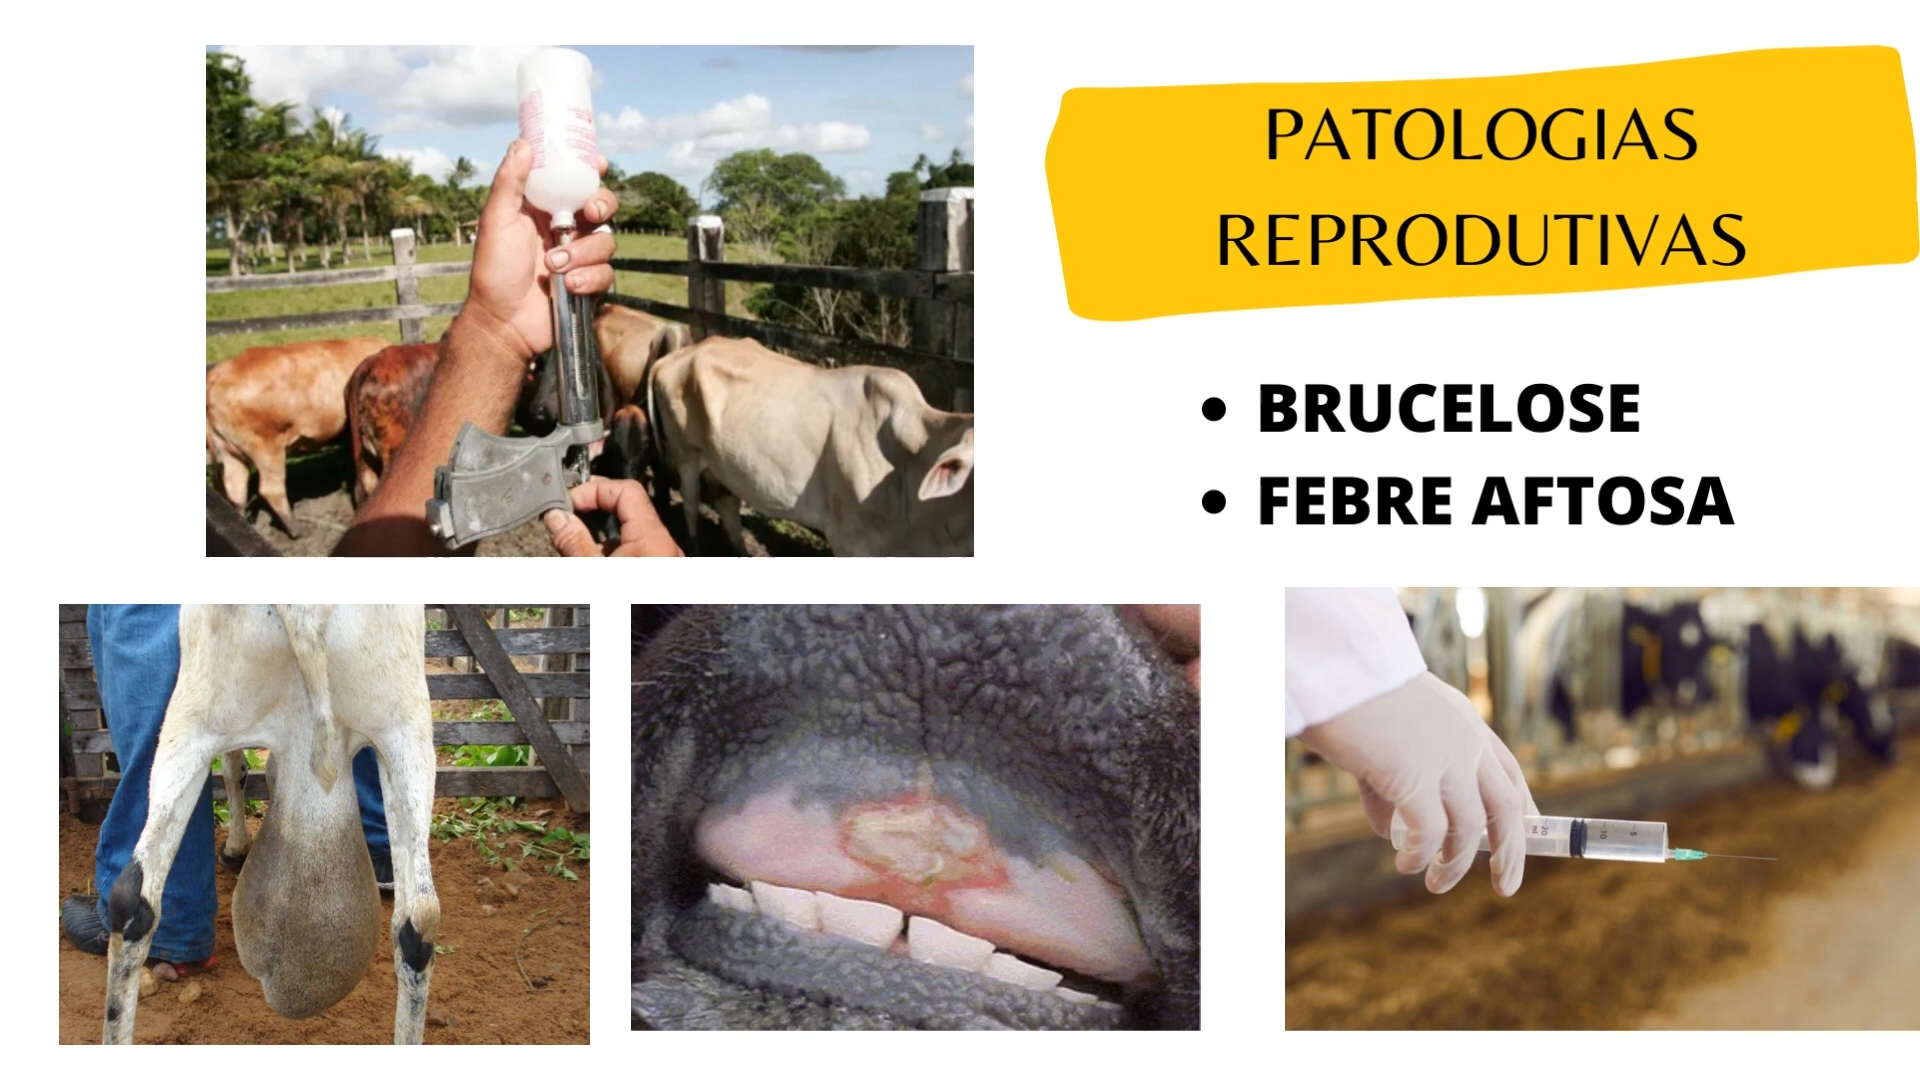 PATOLOGIAS
REPRODUTIVAS
• BRUCELOSE
• FEBRE AFTOSA